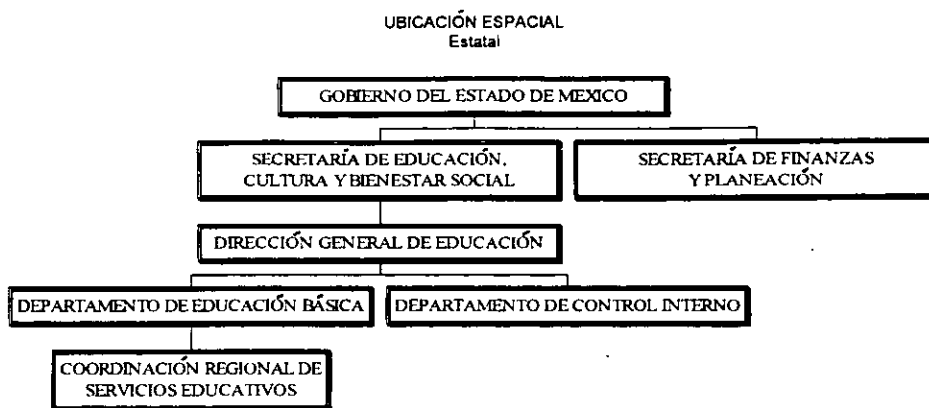 UBICACIÓN ESPACIAL
Estatal
GOBIERNO DEL ESTADO DE MEXICO
SECRETARÍA DE EDUCACIÓN,
CULTURA Y BIENESTAR SOCIAL
SECRETARÍA DE FINANZAS
Y PLANEACIÓN
DIRECCIÓN GENERAL DE EDUCACIÓN
DEPARTAMENTO DE EDUCACIÓN BÁSICA
DEPARTAMENTO DE CONTROL INTERNO
COORDINACIÓN REGIONAL DE
SERVICIOS EDUCATIVOS